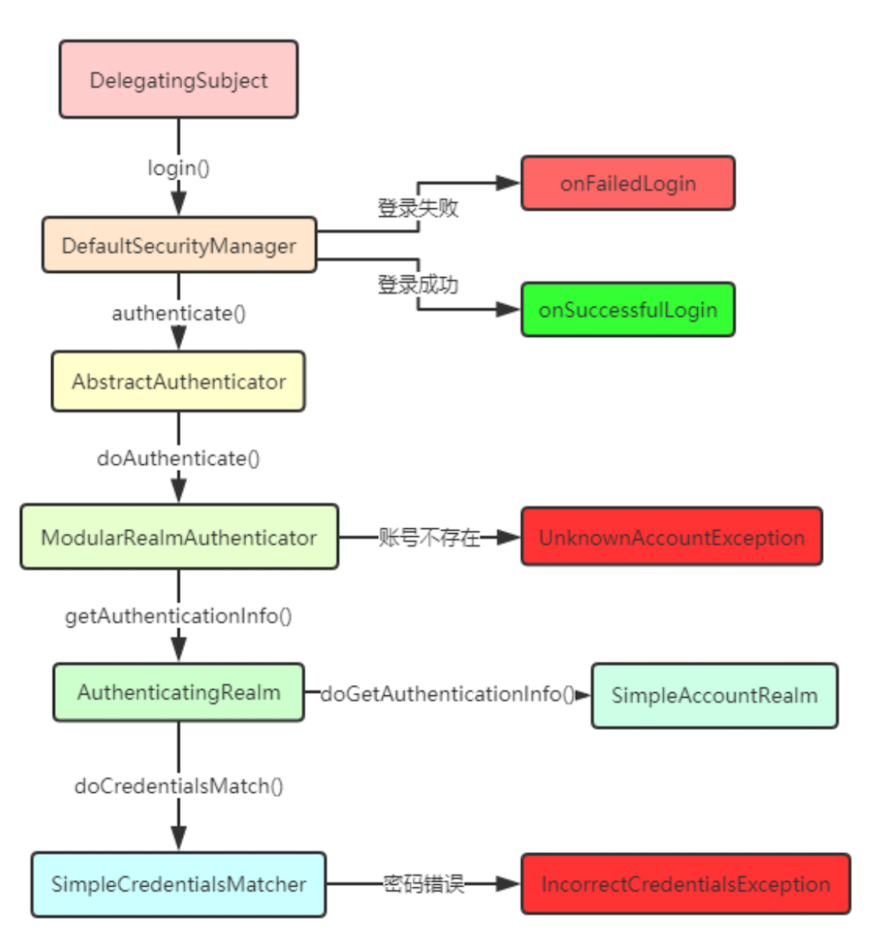 DelegatingSubject
login()
onFailedLogin
登录失败
DefaultSecurityManager
登录成功
authenticate()
onSuccessfulLogin
AbstractAuthenticator
doAuthenticate()
ModularRealmAuthenticator
账号不存在
UnknownAccountException
getAuthenticationInfo()
AuthenticatingRealm
doGetAuthenticationInfo()
SimpleAccountRealm
doCredentialsMatch()
SimpleCredentialsMatcher
密码错误
IncorrectCredentialsException